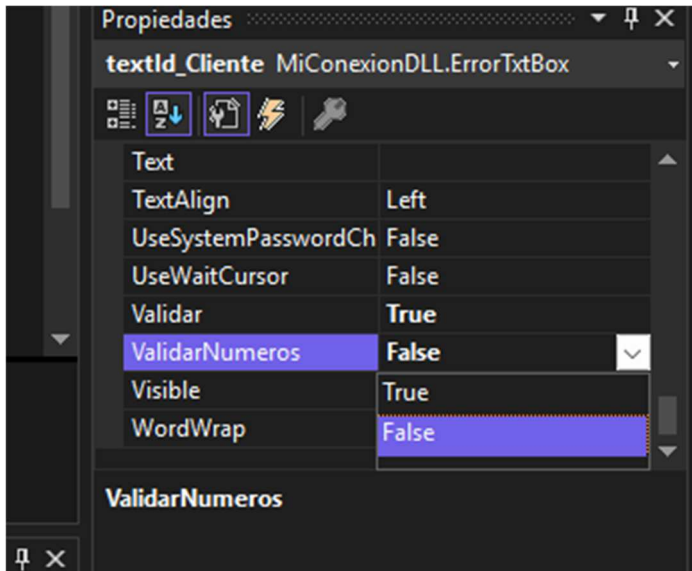 Propiedades
textId_Cliente MiConexionDLL.ErrorTxtBox
Text
TextAlign Left
UseSystemPasswordCh False
UseWaitCursor False
Validar True
ValidarNumeros False
Visible True
WordWrap False
ValidarNumeros